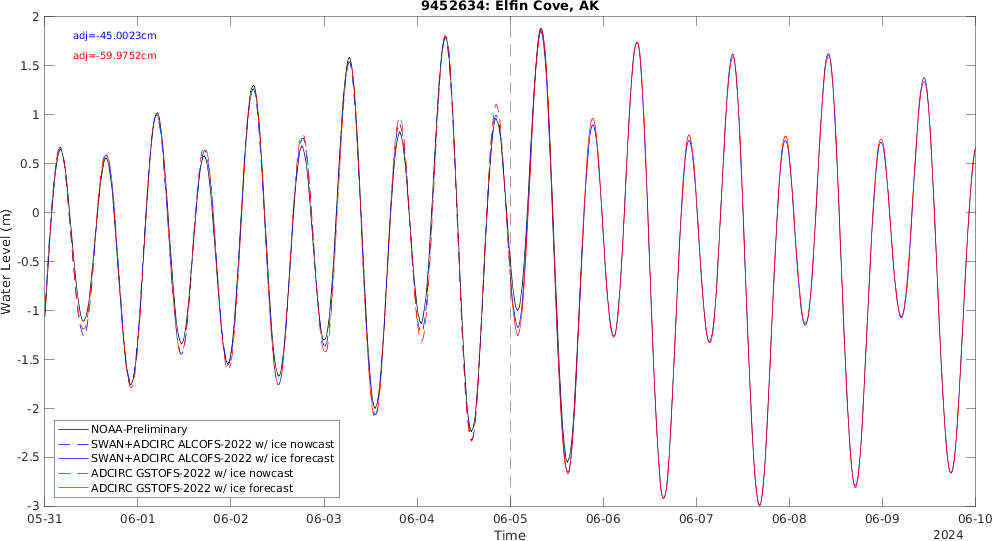 9452634: Elfin Cove, AK
adj=-45.0023cm
adj=-59.9752cm
Water Level (m)
2
1.5
1
0.5
0
-0.5
-1
-1.5
-2
-2.5
-3
NOAA-Preliminary
SWAN+ADCIRC ALCOFS-2022 w/ ice nowcast
SWAN+ADCIRC ALCOFS-2022 w/ ice forecast
ADCIRC GSTOFS-2022 w/ ice nowcast
ADCIRC GSTOFS-2022 w/ ice forecast
05-31 06-01 06-02 06-03 06-04 06-05 06-06 06-07 06-08 06-09 06-10
Time
2024